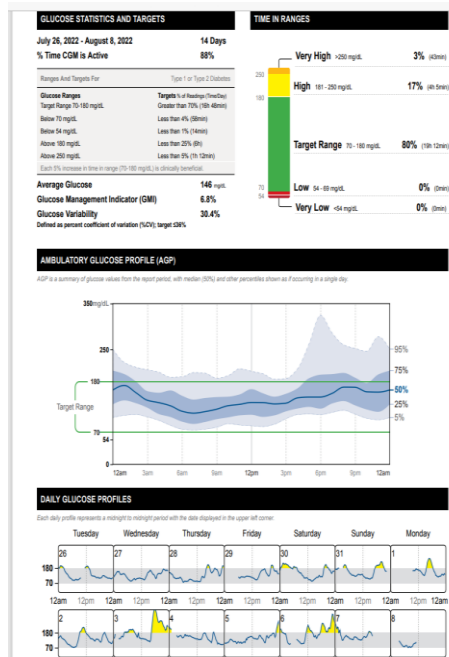 GLUCOSE STATISTICS AND TARGETS
July 26, 2022 - August 8, 2022 14 Days
% Time CGM is Active 88%
Ranges And Targets For Type 1 or Type 2 Diabetes
Glucose Ranges Targets % of Readings (Time/Day)
Target Range 70-180 mg/dL Greater than 70% (16h 48min)
Below 70 mg/dL Less than 4% (58min)
Below 54 mg/dL Less than 1% (14min)
Above 180 mg/dL Less than 25% (6h)
Above 250 mg/dL Less than 5% (1h 12min)
Each 5% increase in time in range (70-180 mg/dL) is clinically beneficial.
Average Glucose 146 mg/dL
Glucose Management Indicator (GMI) 6.8%
Glucose Variability 30.4%
Defined as percent coefficient of variation (%CV); target ≤36%
TIME IN RANGES
Very High >250 mg/dL 3% (43min)
250
High 181 - 250 mg/dL 17% (4h 5min)
180
Target Range 70 - 180 mg/dL 80% (19h 12min)
70
Low 54 - 69 mg/dL 0% (0min)
54
Very Low <54 mg/dL 0% (0min)
AMBULATORY GLUCOSE PROFILE (AGP)
AGP is a summary of glucose values from the report period, with median (50%) and other percentiles shown as if occurring in a single day.
350 mg/dL
250
180
Target Range
70
54
0
95%
75%
50%
25%
5%
12am 3am 6am 9am 12pm 3pm 6pm 9pm 12am
DAILY GLUCOSE PROFILES
Each daily profile represents a midnight to midnight period with the date displayed in the upper left corner.
Tuesday Wednesday Thursday Friday Saturday Sunday Monday
26 27 28 29 30 31 1
180
70
12am 12pm 12am 12pm 12am 12pm 12am 12pm 12am 12pm 12am 12pm 12am 12pm 12am
2 3 4 5 6 7 8
180
70